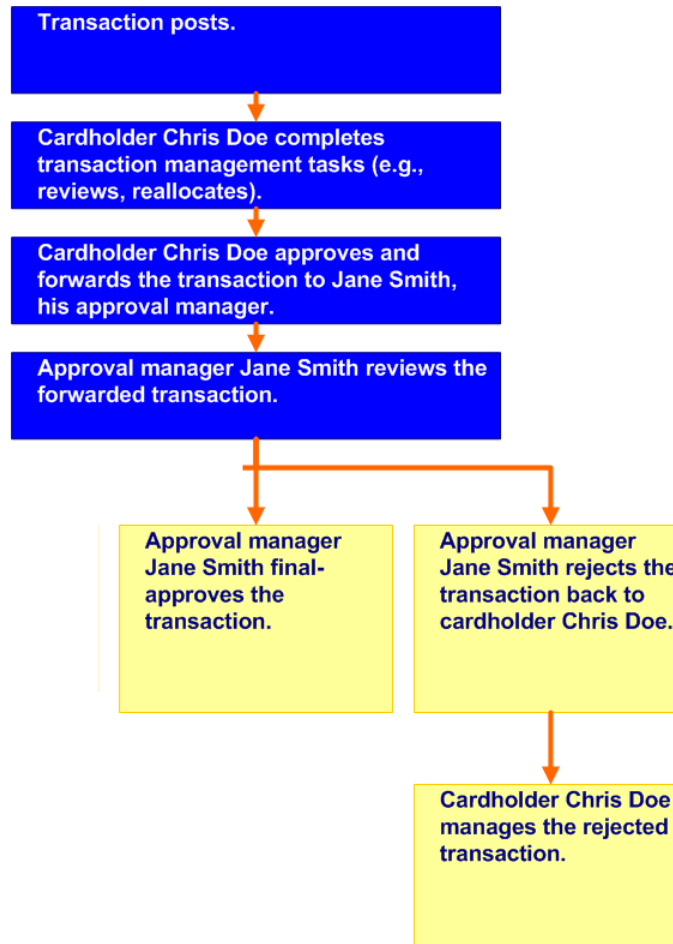 Transaction posts.
Cardholder Chris Doe completes
transaction management tasks (e.g.,
reviews, reallocates).
Cardholder Chris Doe approves and
forwards the transaction to Jane Smith,
his approval manager.
Approval manager Jane Smith reviews the
forwarded transaction.
Approval manager
Jane Smith final-
approves the
transaction.
Approval manager
Jane Smith rejects the
transaction back to
cardholder Chris Doe.
Cardholder Chris Doe
manages the rejected
transaction.